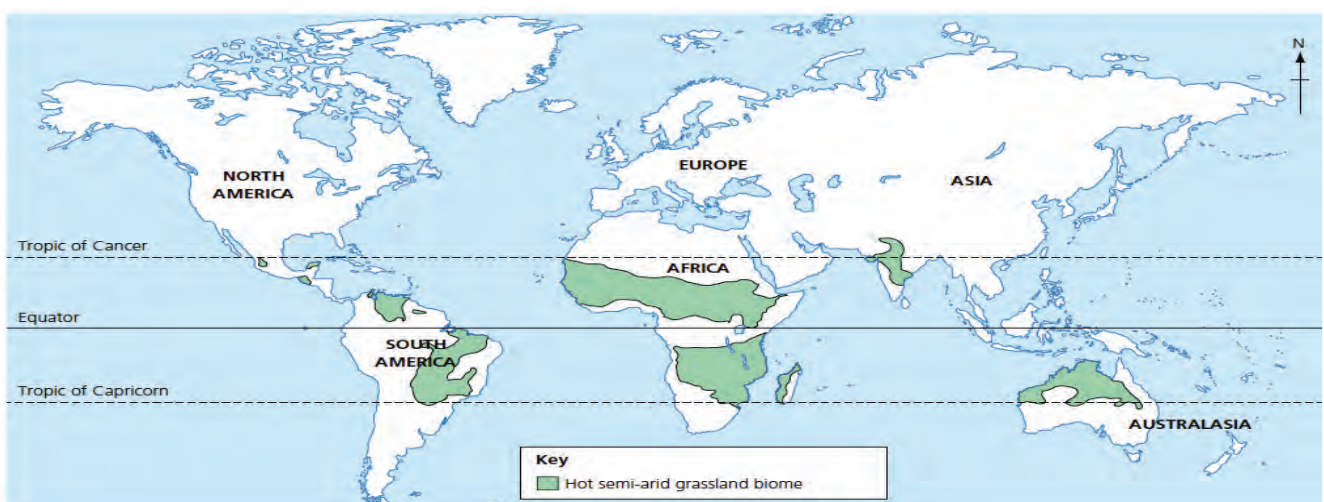 N
NORTH
AMERICA
EUROPE
ASIA
Tropic of Cancer
AFRICA
Equator
SOUTH
AMERICA
Tropic of Capricorn
AUSTRALASIA
Key
Hot semi-arid grassland biome